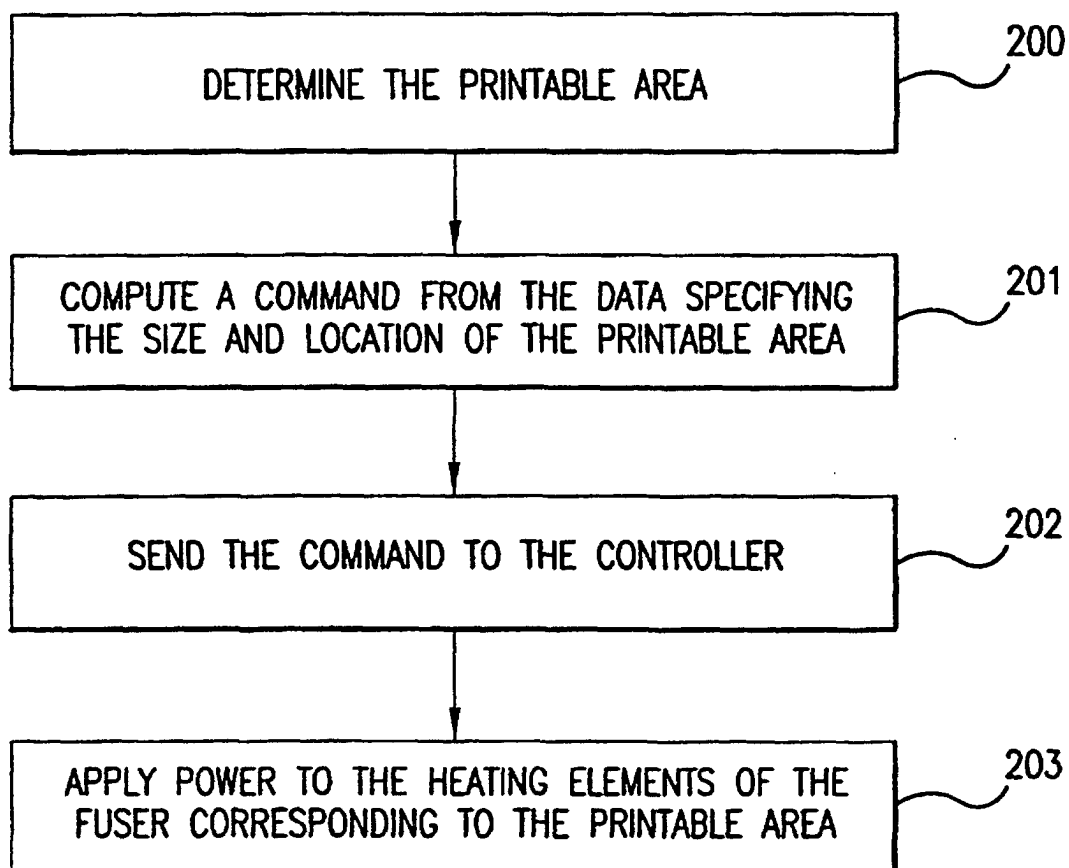 200
DETERMINE THE PRINTABLE AREA
201
COMPUTE A COMMAND FROM THE DATA SPECIFYING
THE SIZE AND LOCATION OF THE PRINTABLE AREA
202
SEND THE COMMAND TO THE CONTROLLER
203
APPLY POWER TO THE HEATING ELEMENTS OF THE
FUSER CORRESPONDING TO THE PRINTABLE AREA